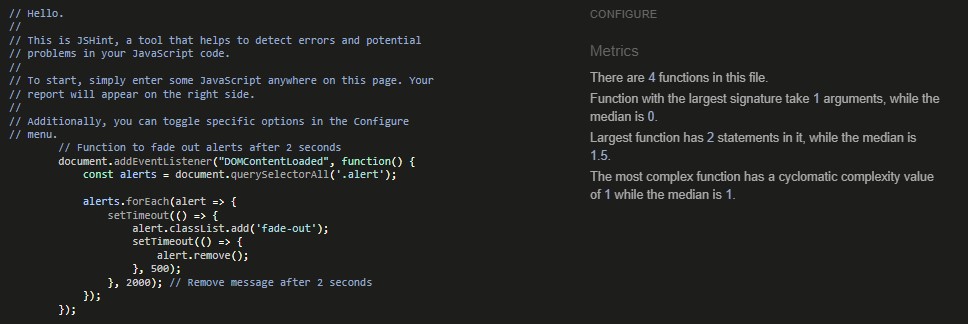 // Hello.
//
// This is JSHint, a tool that helps to detect errors and potential
// problems in your JavaScript code.
//
// To start, simply enter some JavaScript anywhere on this page. Your
// report will appear on the right side.
//
// Additionally, you can toggle specific options in the Configure
// menu.
        // Function to fade out alerts after 2 seconds
        document.addEventListener("DOMContentLoaded", function() {
            const alerts = document.querySelectorAll('.alert');

            alerts.forEach(alert => {
                setTimeout(() => {
                    alert.classList.add('fade-out');
                    setTimeout(() => {
                        alert.remove();
                    }, 500);
                }, 2000); // Remove message after 2 seconds
            });
        });
CONFIGURE
Metrics
There are 4 functions in this file.
Function with the largest signature take 1 arguments, while the
median is 0.
Largest function has 2 statements in it, while the median is
1.5.
The most complex function has a cyclomatic complexity value
of 1 while the median is 1.